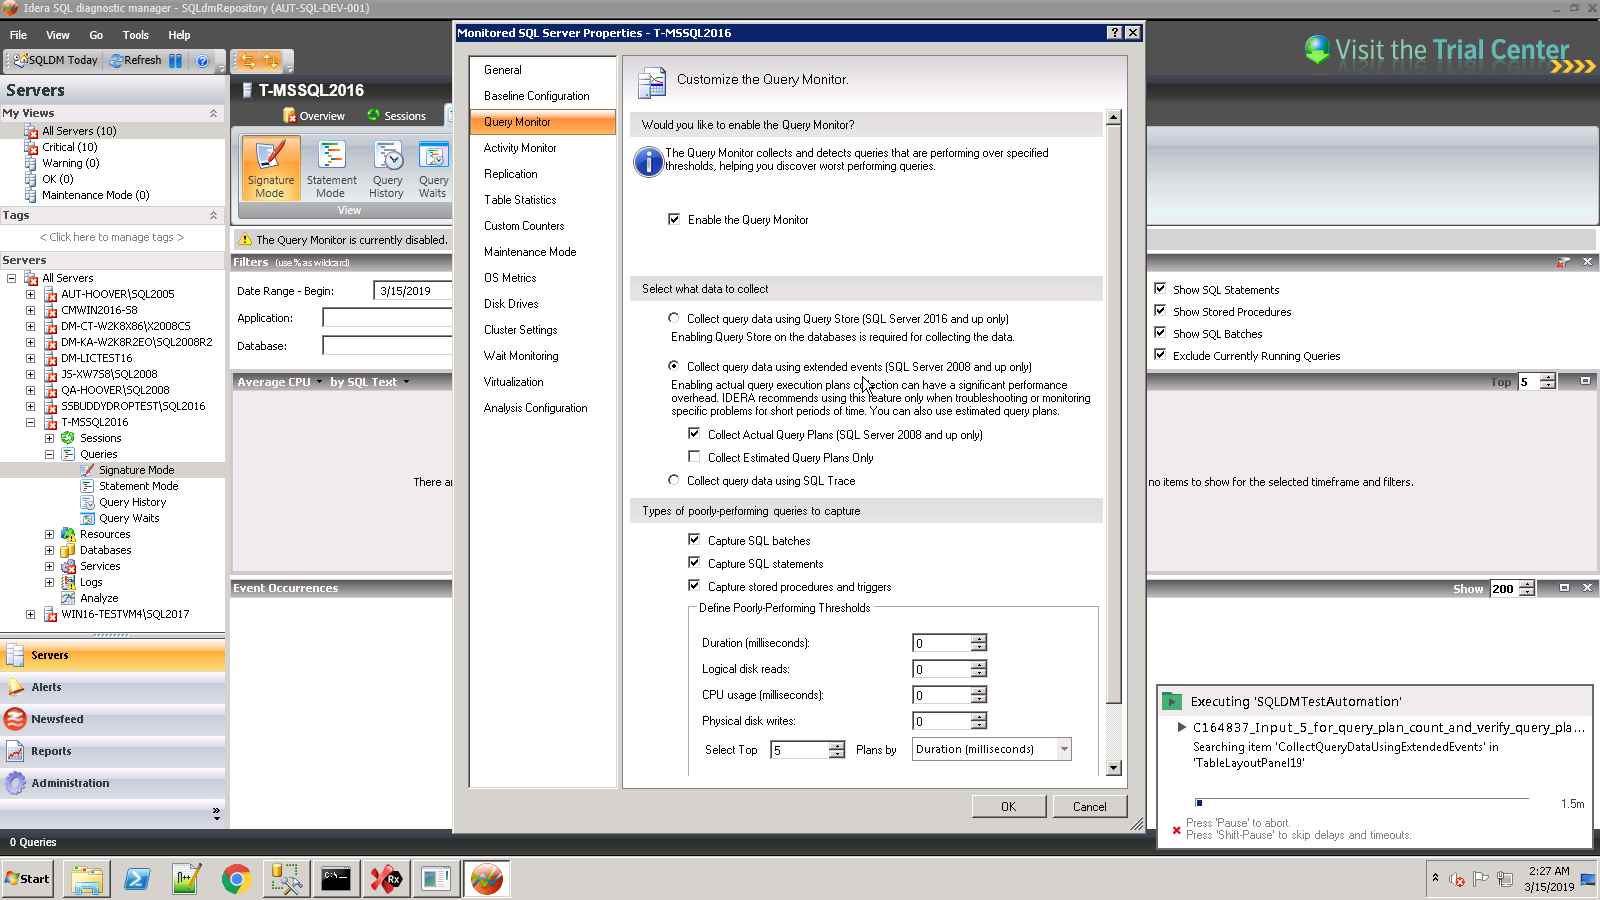 Idera SQL diagnostic manager - SQLdmRepository (AUT-SQL-DEV-001)
File View Go Tools Help
SQLDM Today Refresh
Visit the Trial Center
Servers
My Views
All Servers (10)
Critical (10)
Warning (0)
OK (0)
Maintenance Mode (0)
Tags
< Click here to manage tags >
Servers
All Servers
AUT-HOOVER\SQL2005
CMWIN2016-S8
DM-CT-W2K8X86\X2008CS
DM-KA-W2K8R2EO\SQL2008R2
DM-LICTEST16
JS-XW7S8\SQL2008
QA-HOOVER\SQL2008
SSBUDDYDROPTEST\SQL2016
T-MSSQL2016
Sessions
Queries
Signature Mode
Statement Mode
Query History
Query Waits
Resources
Databases
Services
Logs
Analyze
WIN16-TESTVM4\SQL2017
Servers
Alerts
Newsfeed
Reports
Administration
0 Queries
T-MSSQL2016
Overview Sessions
Signature Mode
Statement Mode
Query History
Query Waits
View
The Query Monitor is currently disabled.
Filters (use % as wildcard)
Date Range - Begin: 3/15/2019
Application:
Database:
Average CPU by SQL Text
There ar
Event Occurrences
Monitored SQL Server Properties - T-MSSQL2016
General
Baseline Configuration
Query Monitor
Activity Monitor
Replication
Table Statistics
Custom Counters
Maintenance Mode
OS Metrics
Disk Drives
Cluster Settings
Wait Monitoring
Virtualization
Analysis Configuration
Customize the Query Monitor.
Would you like to enable the Query Monitor?
The Query Monitor collects and detects queries that are performing over specified
thresholds, helping you discover worst performing queries.
Enable the Query Monitor
Select what data to collect
Collect query data using Query Store (SQL Server 2016 and up only)
Enabling Query Store on the databases is required for collecting the data.
Collect query data using extended events (SQL Server 2008 and up only)
Enabling actual query execution plans collection can have a significant performance
overhead. IDERA recommends using this feature only when troubleshooting or monitoring
specific problems for short periods of time. You can also use estimated query plans.
Collect Actual Query Plans (SQL Server 2008 and up only)
Collect Estimated Query Plans Only
Collect query data using SQL Trace
Types of poorly-performing queries to capture
Capture SQL batches
Capture SQL statements
Capture stored procedures and triggers
Define Poorly-Performing Thresholds
Duration (milliseconds): 0
Logical disk reads: 0
CPU usage (milliseconds): 0
Physical disk writes: 0
Select Top 5 Plans by Duration (milliseconds)
OK Cancel
Show SQL Statements
Show Stored Procedures
Show SQL Batches
Exclude Currently Running Queries
Top 5
no items to show for the selected timeframe and filters.
Show 200
Executing 'SQLDMTestAutomation'
C164837_Input_5_for_query_plan_count_and_verify_query_pla...
Searching item 'CollectQueryDataUsingExtendedEvents' in
'TableLayoutPanel19'
1.5m
Press 'Pause' to abort.
Press 'Shift-Pause' to skip delays and timeouts.
Start
2:27 AM
3/15/2019